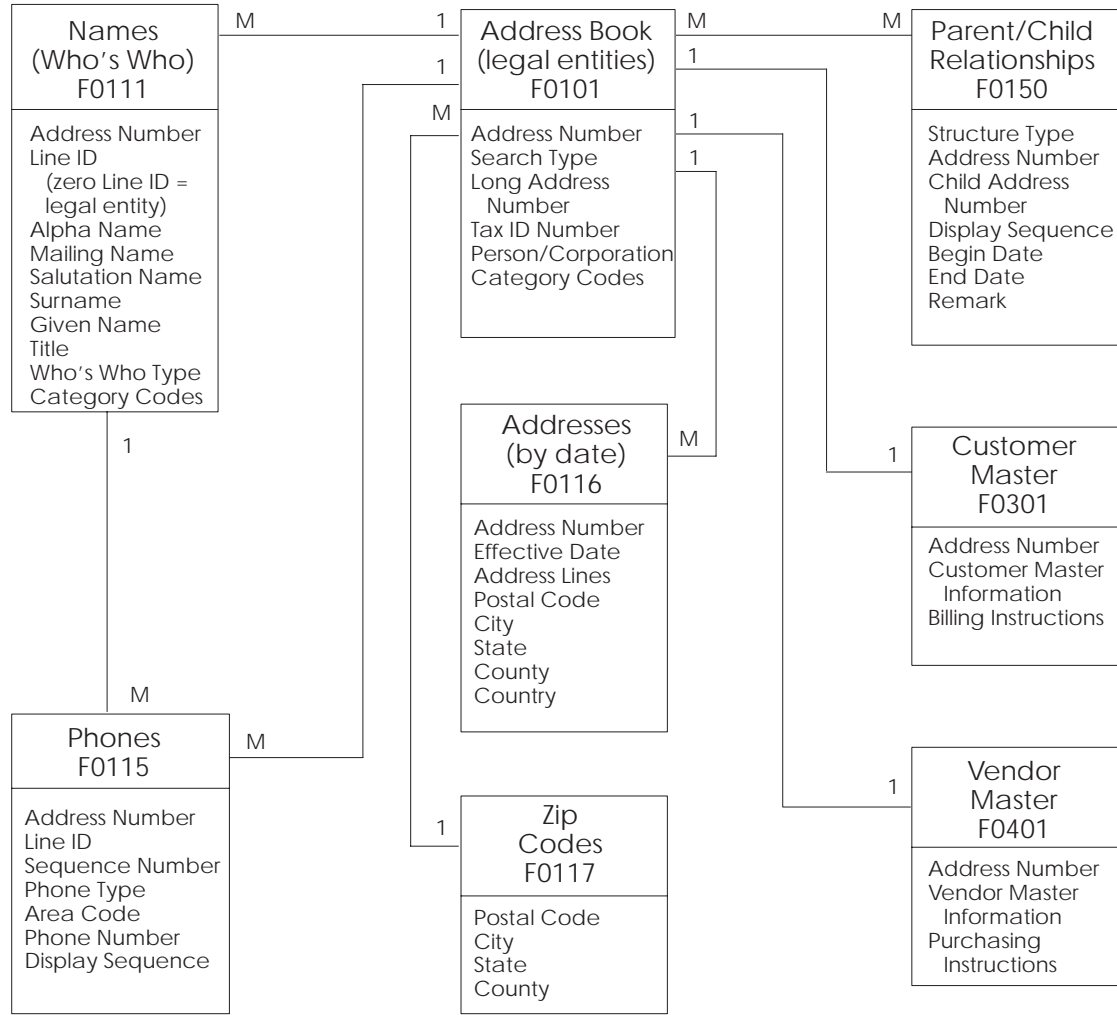 Names
(Who's Who)
F0111
Address Number
Line ID
(zero Line ID =
legal entity)
Alpha Name
Mailing Name
Salutation Name
Surname
Given Name
Title
Who's Who Type
Category Codes
M
1
1
M
Address Book
(legal entities)
F0101
Address Number
Search Type
Long Address
Number
Tax ID Number
Person/Corporation
Category Codes
M
M
1
1
1
Parent/Child
Relationships
F0150
Structure Type
Address Number
Child Address
Number
Display Sequence
Begin Date
End Date
Remark
1
M
Addresses
(by date)
F0116
Address Number
Effective Date
Address Lines
Postal Code
City
State
County
Country
M
1
Customer
Master
F0301
Address Number
Customer Master
Information
Billing Instructions
Phones
F0115
Address Number
Line ID
Sequence Number
Phone Type
Area Code
Phone Number
Display Sequence
M
1
Zip
Codes
F0117
Postal Code
City
State
County
1
Vendor
Master
F0401
Address Number
Vendor Master
Information
Purchasing
Instructions